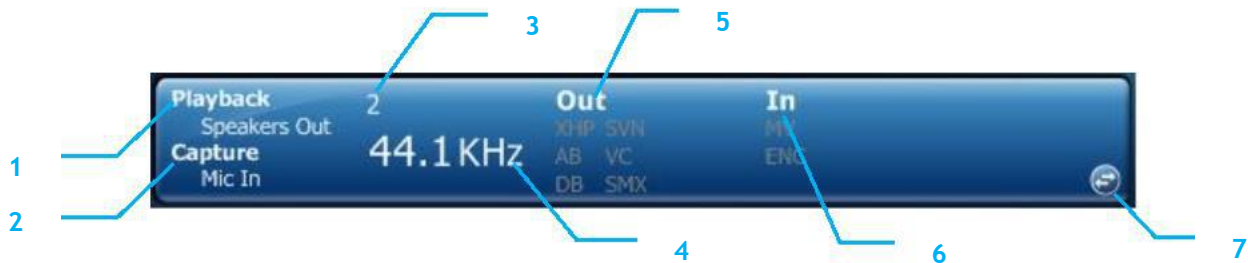 3
5
Playback
2
Out
In
Speakers Out
XHP SVN
MV
1
Capture
44.1 KHz
AB VC
ENC
Mic In
DB SMX
2
4
6
7